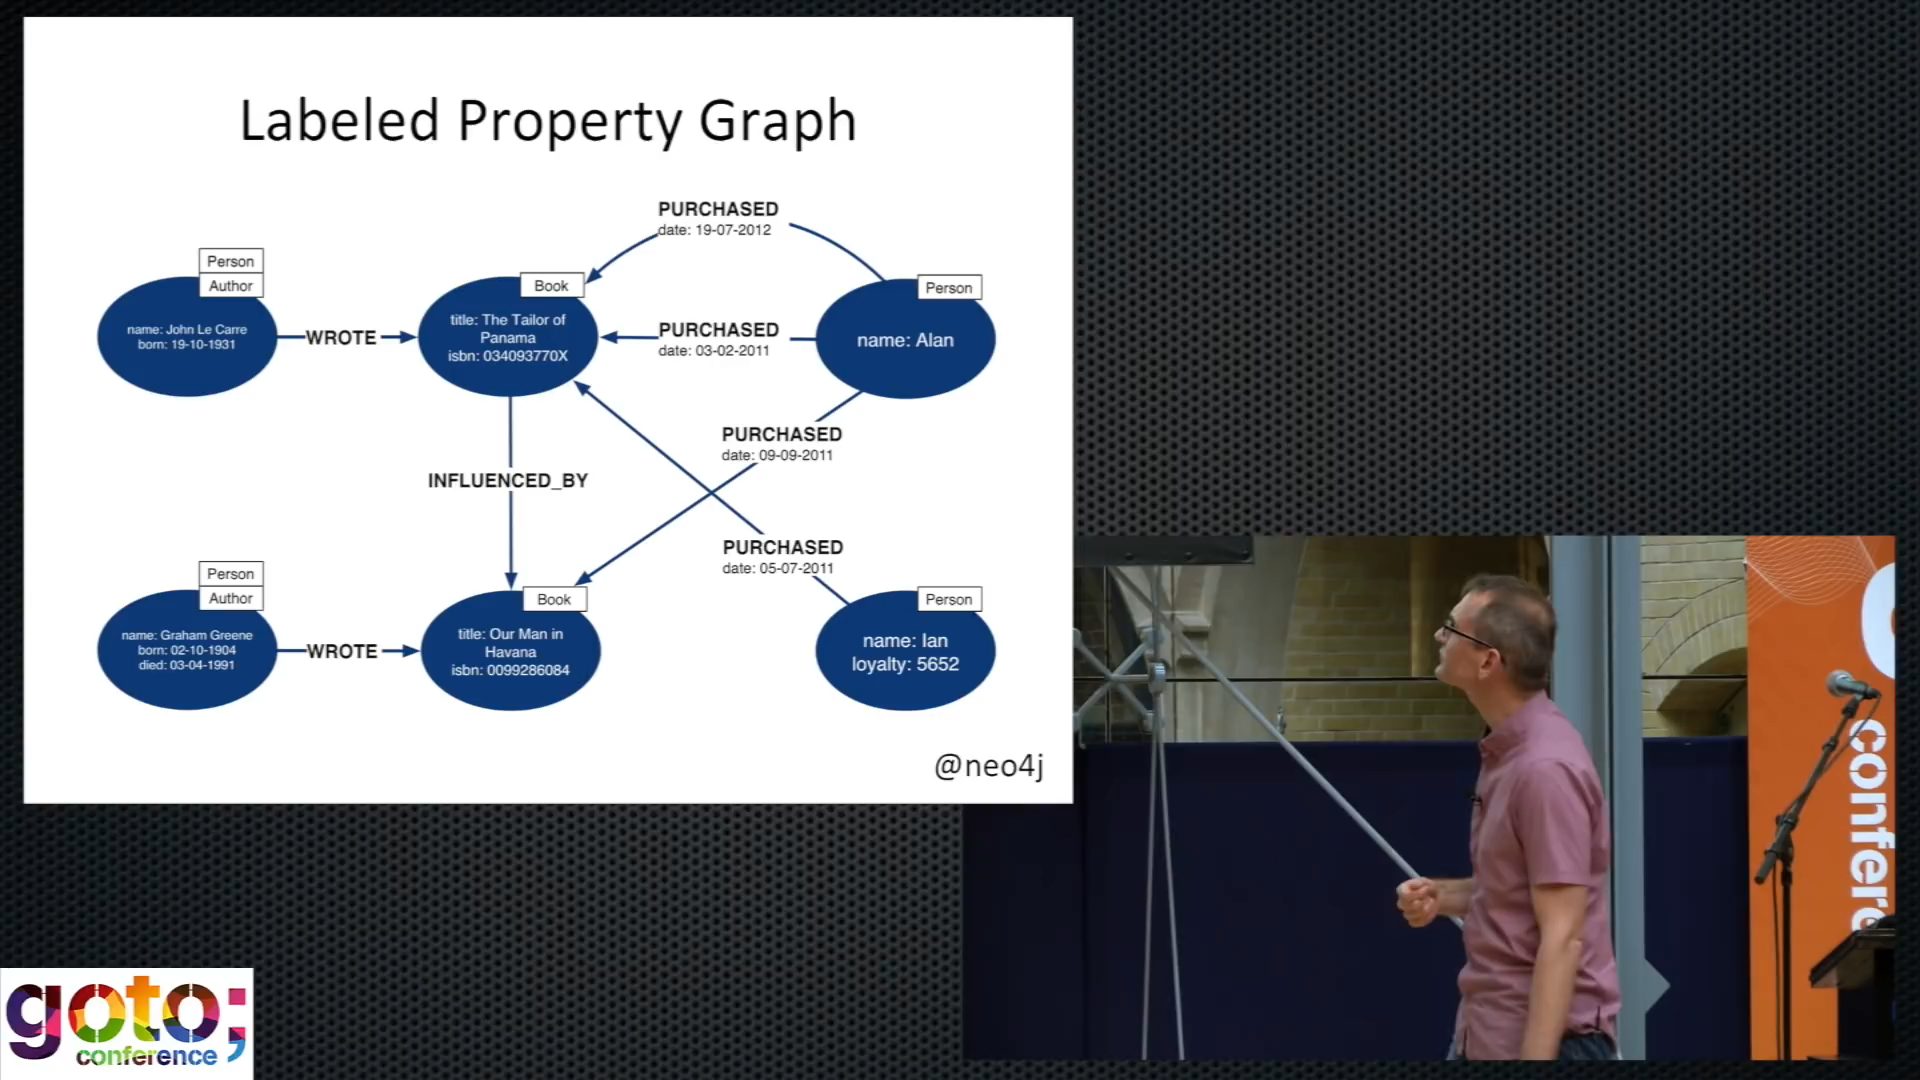 Labeled Property Graph
PURCHASED
date: 19-07-2012
Person
Author
name: John Le Carre
born: 19-10-1931
WROTE
Book
title: The Tailor of
Panama
isbn: 034093770X
PURCHASED
date: 03-02-2011
Person
name: Alan
PURCHASED
date: 09-09-2011
INFLUENCED_BY
PURCHASED
date: 05-07-2011
Person
Author
name: Graham Greene
born: 02-10-1904
died: 03-04-1991
WROTE
Book
title: Our Man in
Havana
isbn: 0099286084
Person
name: Ian
loyalty: 5652
@neo4j
goto;
conference